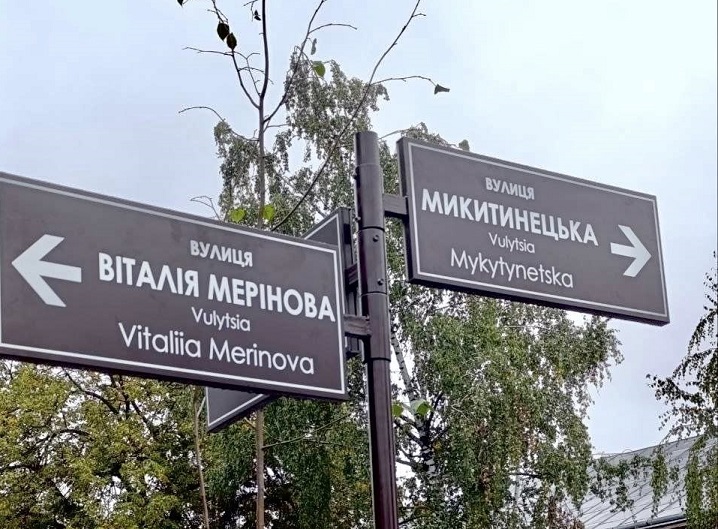 ВУЛИЦЯ
ВІТАЛІЯ МЕРІНОВА
Vulytsia
Vitaliia Merinova
ВУЛИЦЯ
МИКИТИНЕЦЬКА
Vulytsia
Mykytynetska